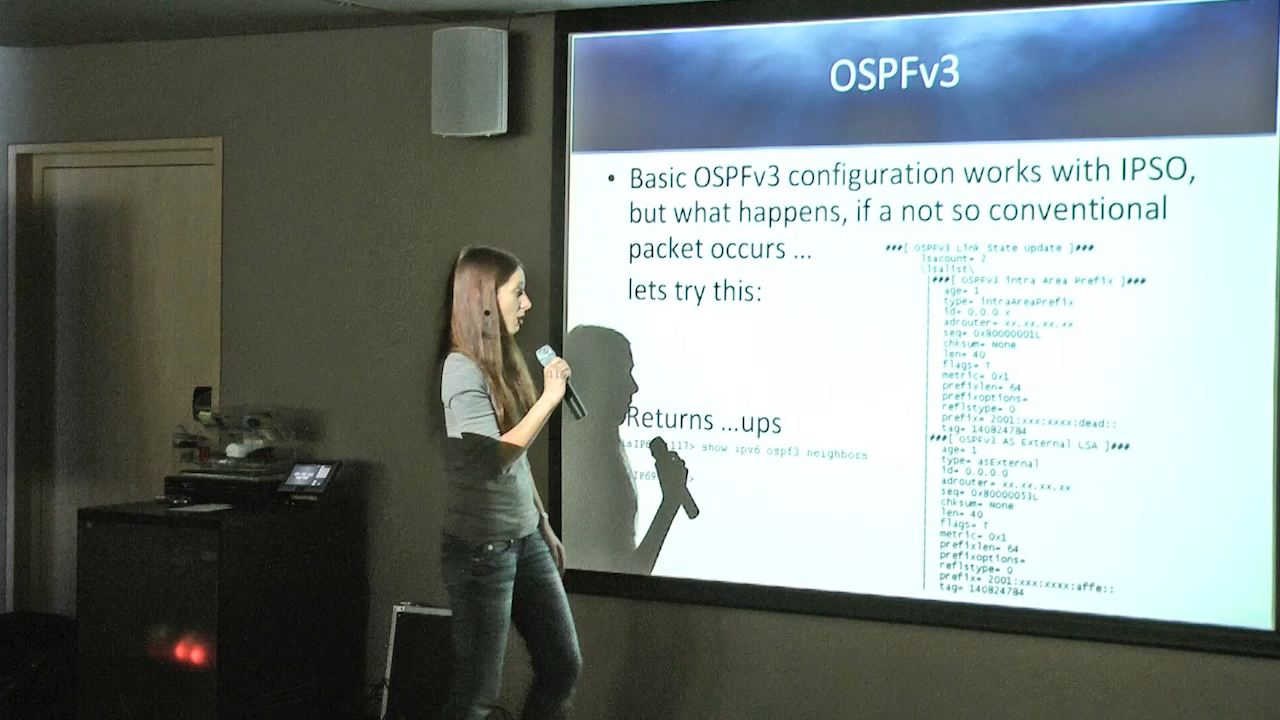 OSPFv3
• Basic OSPFv3 configuration works with IPSO,
but what happens, if a not so conventional
packet occurs ...
lets try this:
Returns ...ups
show ipv6 ospf3 neighbors
###[ OSPFv3 Link State Update ]###
lsacount= 2
\lsalist\
###[ OSPFv3 Intra Area Prefix ]###
age= 1
type= intraAreaPrefix
id= 0.0.0.x
adrouter= xx.xx.xx.xx
seq= 0x80000001L
chksum= None
len= 40
flags= T
metric= 0x1
prefixlen= 64
prefixoptions=
reflstype= 0
prefix= 2001:xxx:xxxx:dead::
tag= 140824784
###[ OSPFv3 AS External LSA ]###
age= 1
type= asExternal
id= 0.0.0.0
adrouter= xx.xx.xx.xx
seq= 0x80000053L
chksum= None
len= 40
flags= T
metric= 0x1
prefixlen= 64
prefixoptions=
reflstype= 0
prefix= 2001:xxx:xxxx:affe::
tag= 140824784